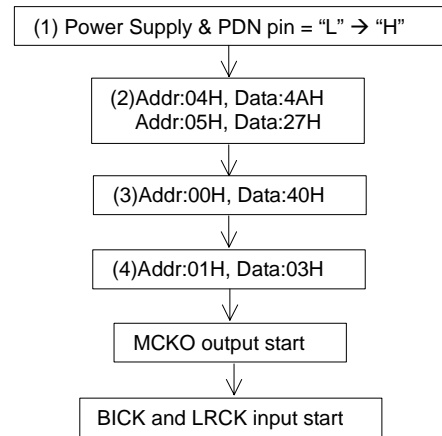 (1) Power Supply & PDN pin = “L” → “H”
(2)Addr:04H, Data:4AH
Addr:05H, Data:27H
(3)Addr:00H, Data:40H
(4)Addr:01H, Data:03H
MCKO output start
BICK and LRCK input start